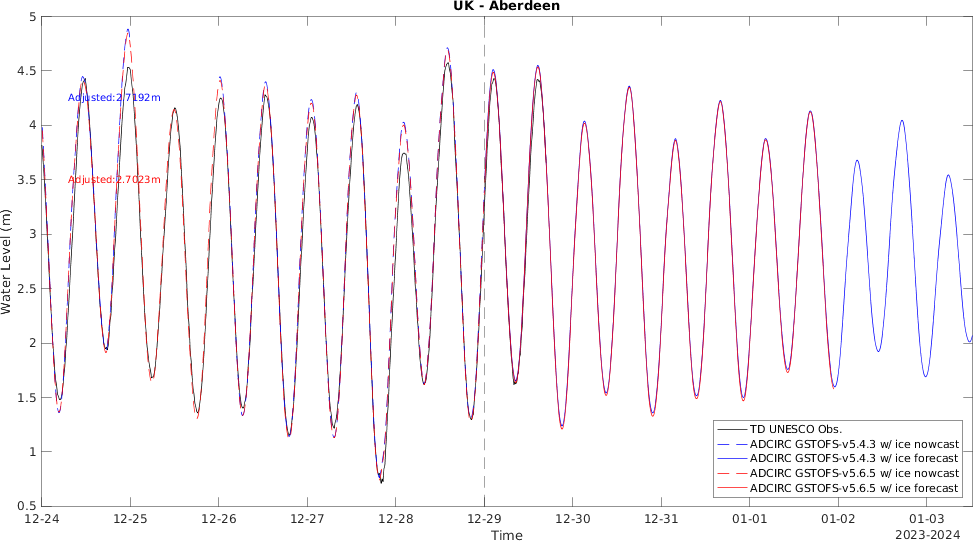 UK - Aberdeen
5
4.5
4
3.5
3
2.5
2
1.5
1
0.5
Water Level (m)
Adjusted:2.7192m
Adjusted:2.7023m
TD UNESCO Obs.
ADCIRC GSTOFS-v5.4.3 w/ ice nowcast
ADCIRC GSTOFS-v5.4.3 w/ ice forecast
ADCIRC GSTOFS-v5.6.5 w/ ice nowcast
ADCIRC GSTOFS-v5.6.5 w/ ice forecast
12-24 12-25 12-26 12-27 12-28 12-29 12-30 12-31 01-01 01-02 01-03
Time
2023-2024